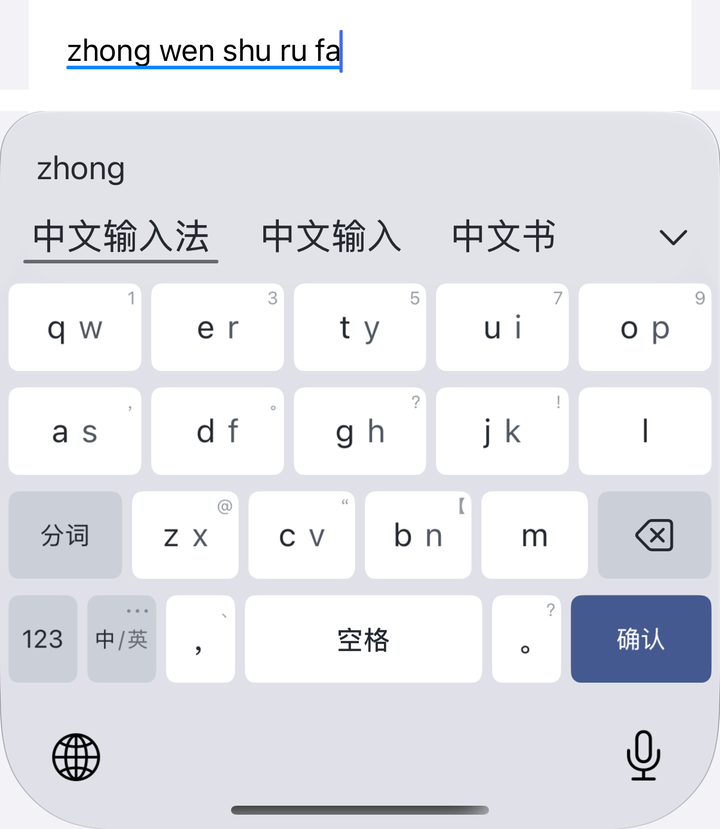 zhong wen shu ru fa
zhong
中文输入法 中文输入 中文书
q w 1 e r 3 t y 5 u i 7 o p 9
a s , d f 。 g h ? j k ! l
分词 z x @ c v “ b n 【 m
123 中/英 ... , 、 空格 。 ? 确认